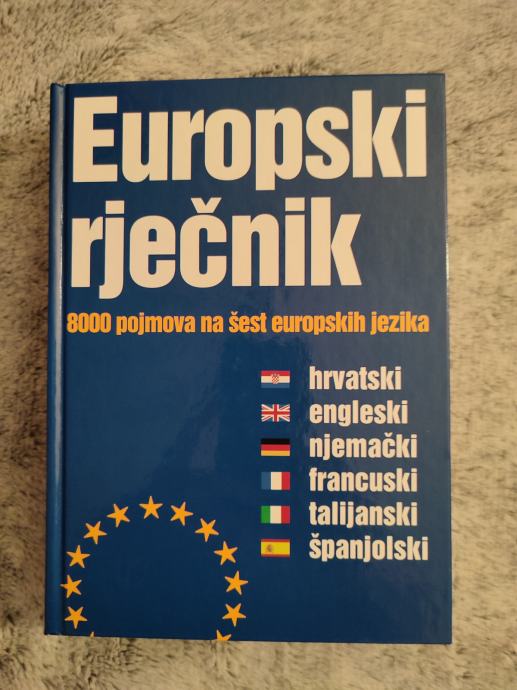 Europski
rječnik
8000 pojmova na šest europskih jezika
hrvatski
engleski
njemački
francuski
talijanski
španjolski